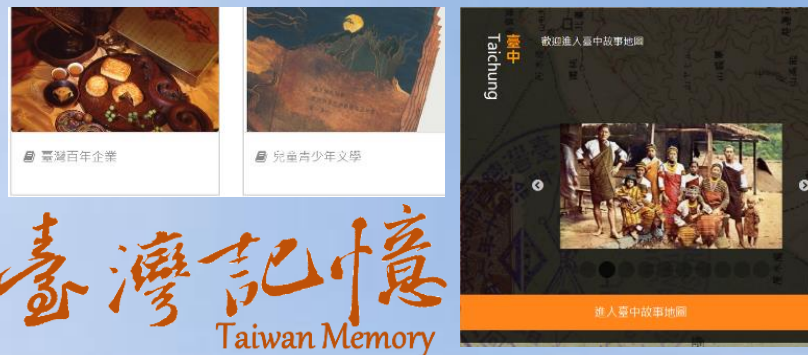 臺灣百年企業
兒童青少年文學
臺灣記憶
Taiwan Memory
臺中
Taichung
歡迎進入臺中故事地圖
進入臺中故事地圖